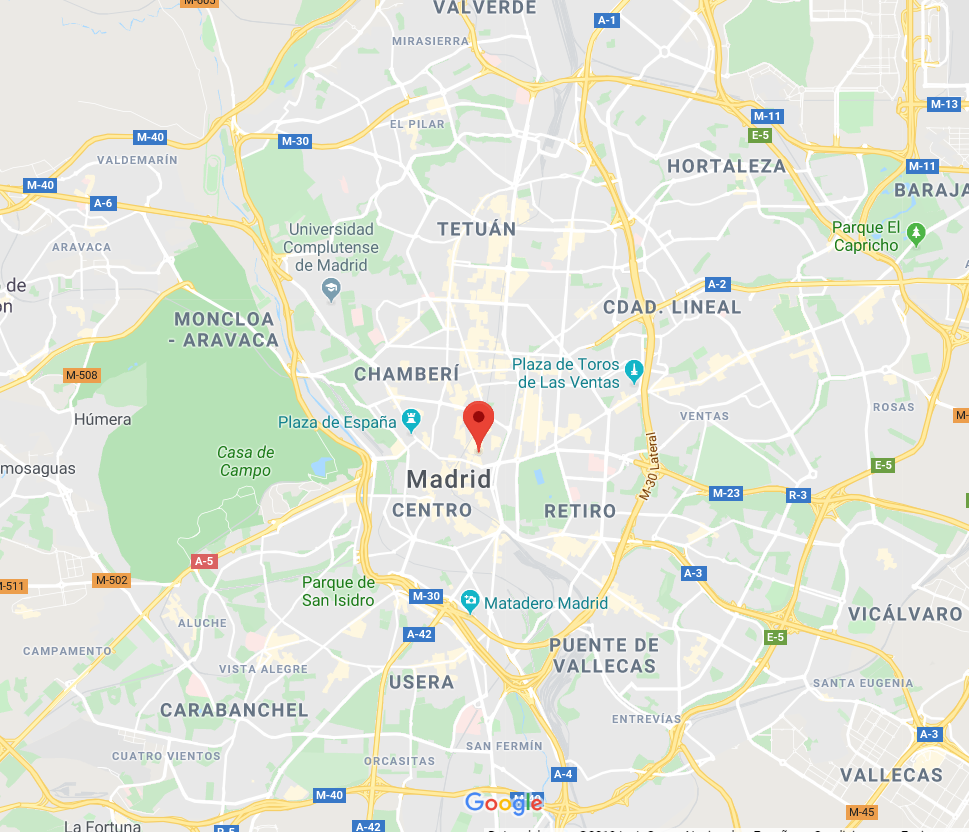 M-605
VALVERDE
A-1
MIRASIERRA
M-13
M-11
EL PILAR
E-5
M-40
M-30
VALDEMARÍN
HORTALEZA
M-11
M-40
BARAJA
A-6
Universidad
Complutense
de Madrid
TETUÁN
Parque El
Capricho
ARAVACA
de
A-2
CDAD. LINEAL
MONCLOA
- ARAVACA
Plaza de Toros
de Las Ventas
CHAMBERÍ
M-508
ROSAS
M-
Húmera
Plaza de España
VENTAS
Casa de
Campo
mosaguas
E-5
M-30 Lateral
Madrid
M-23
R-3
CENTRO
RETIRO
A-5
A-3
M-502
M-511
Parque de
San Isidro
M-30
Matadero Madrid
VICÁLVARO
ALUCHE
A-42
E-5
PUENTE DE
VALLECAS
CAMPAMENTO
VISTA ALEGRE
USERA
SANTA EUGENIA
CARABANCHEL
ENTREVÍAS
A-3
SAN FERMÍN
CUATRO VIENTOS
ORCASITAS
A-4
VALLECAS
M-40
Google
M-45
La Fortuna
A-42